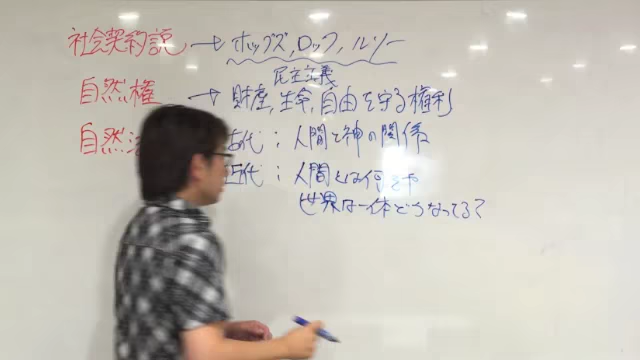 社会契約説 → ホッブズ,ロック,ルソー
民主主義
自然権 → 財産,生命,自由を守る権利
自然法 古代:人間と神の関係
近代:人間とは何ぞや
世界は一体どうなってる?